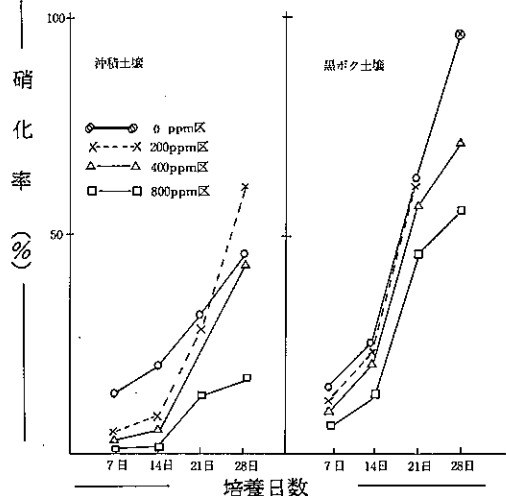 100
沖積土壌
黒ボク土壌
0 ppm区
200ppm区
400ppm区
800ppm区
硝化率(%)
50
7日 14日 21日 28日 7日 14日 21日 28日
培養日数